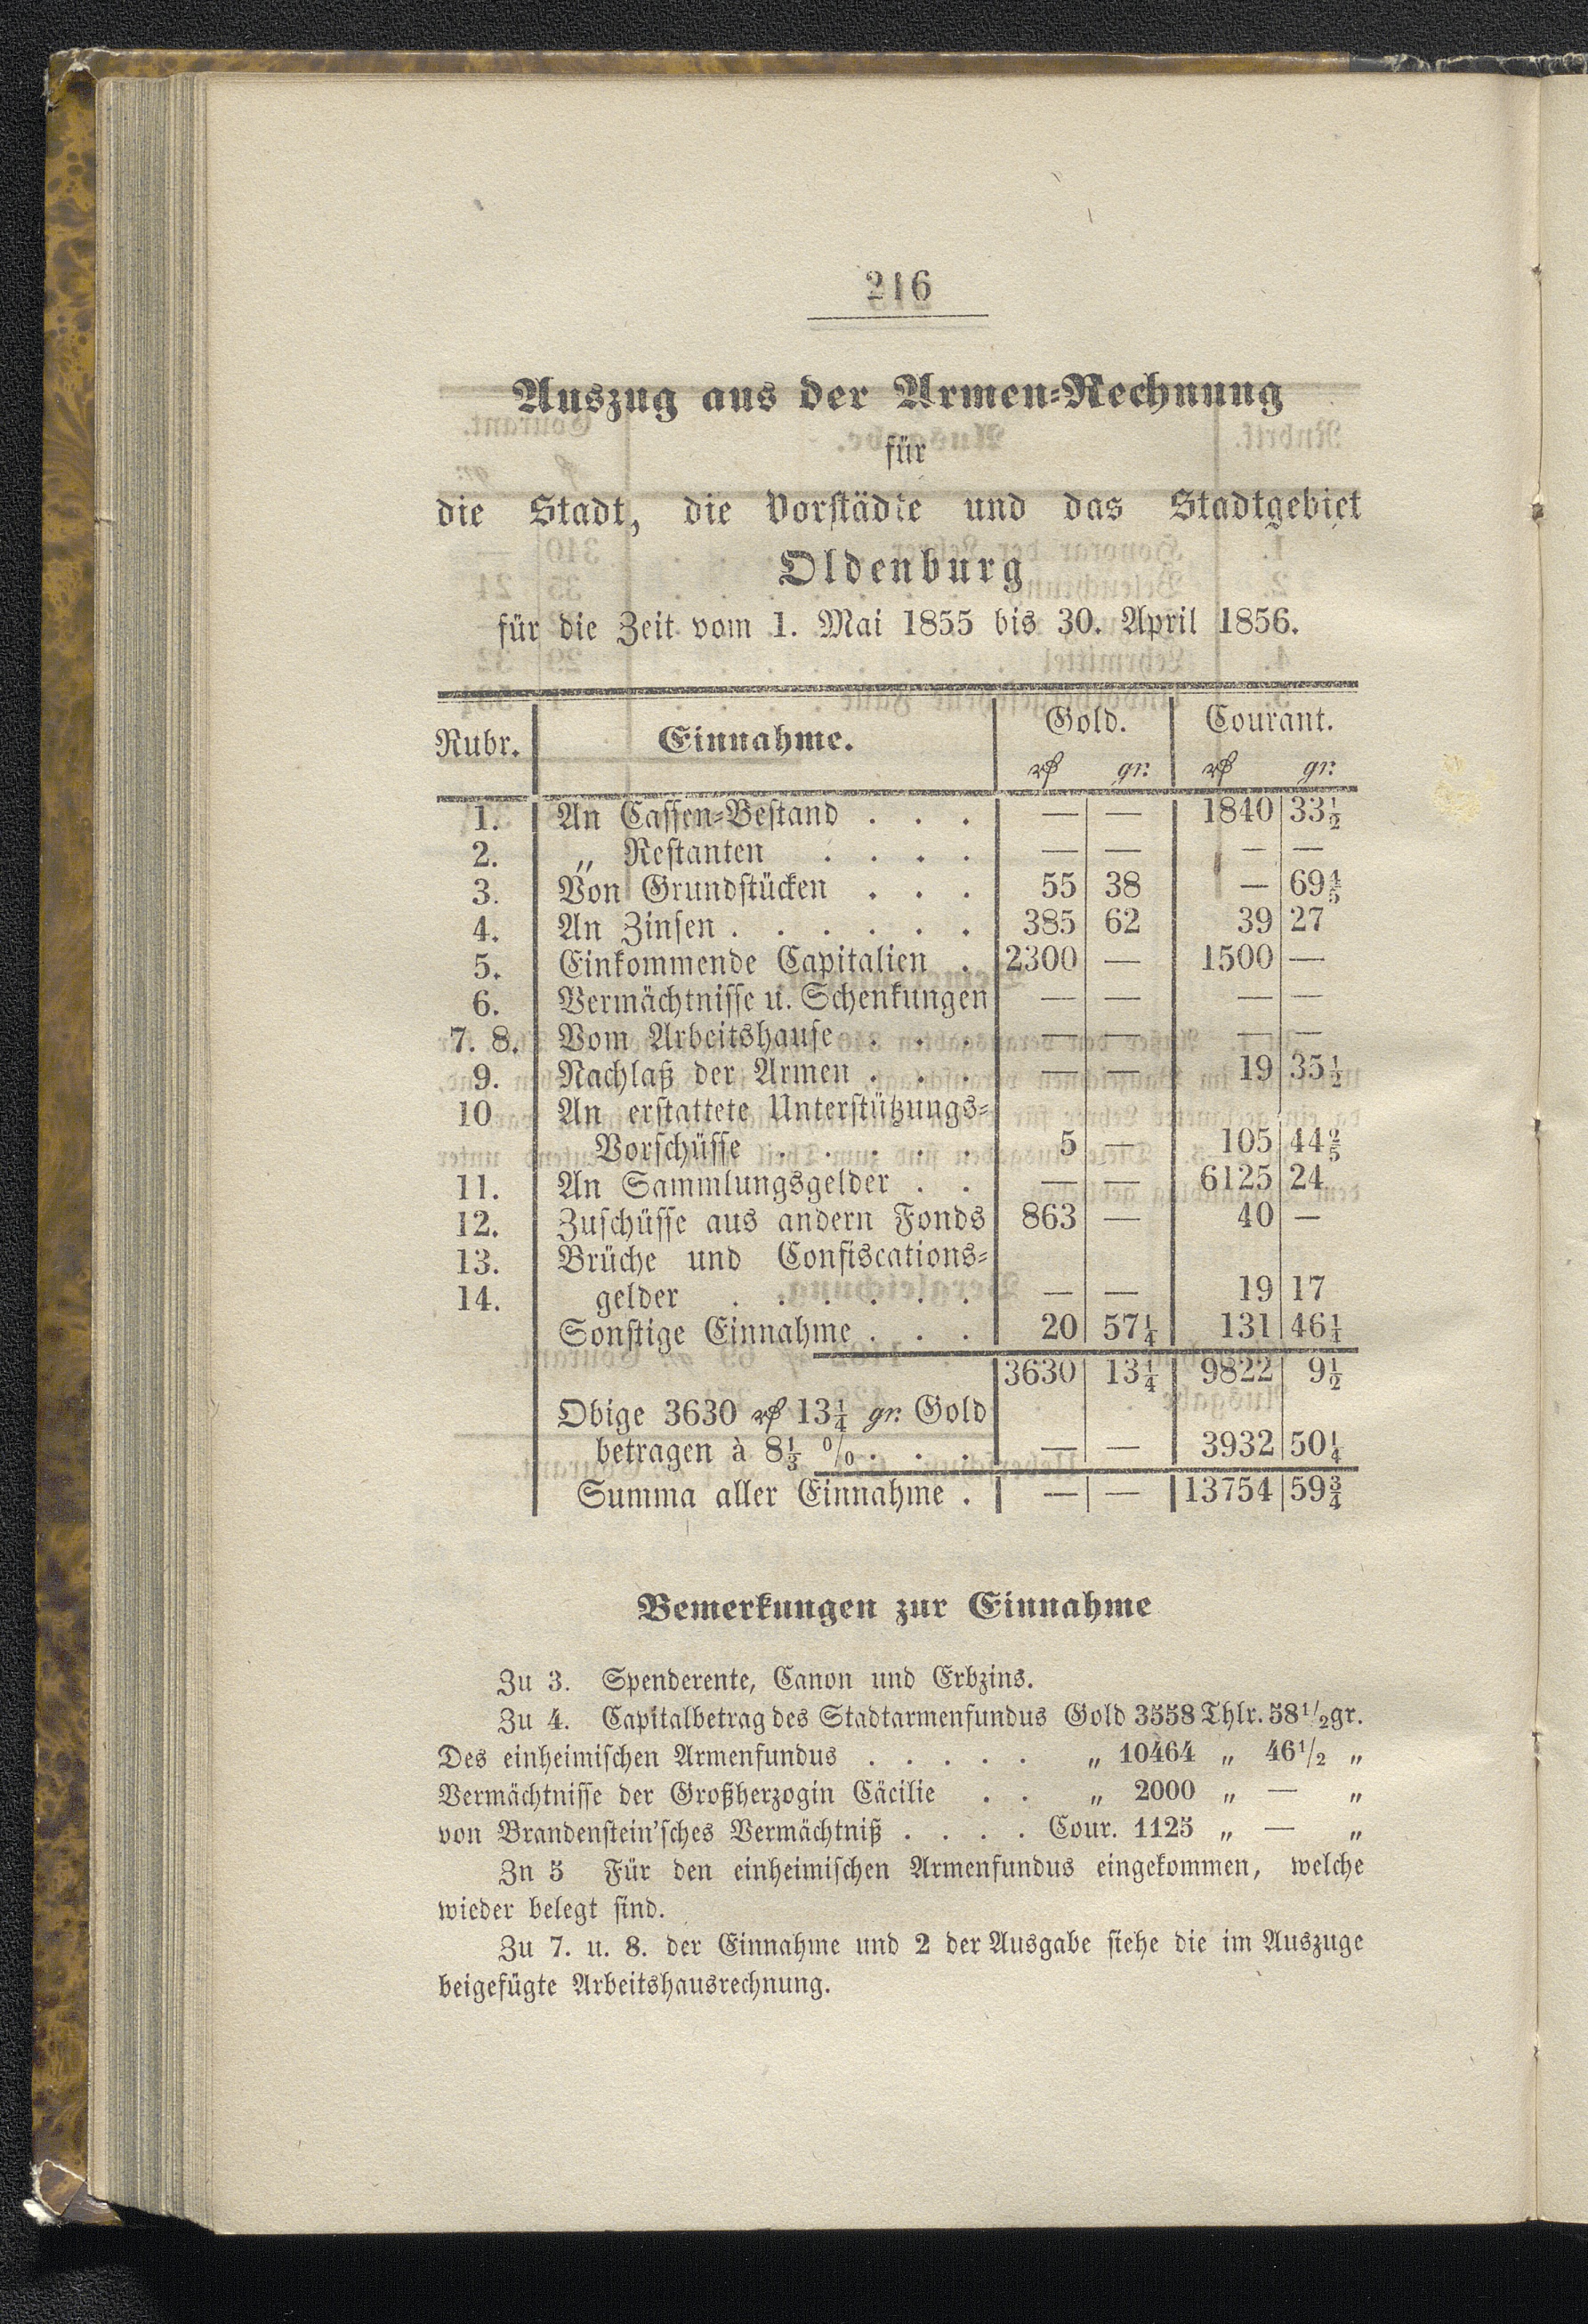 216
Auszug aus der Armen-Rechnung
für
die Stadt, die Vorstädte und das Stadtgebiet
Oldenburg
für die Zeit vom 1. Mai 1855 bis 30. April 1856.
Rubr. Einnahme. Gold. Courant.
₰ gr. ₰ gr.
1. An Cassen-Bestand . . . — — 1840 33½
2. „ Restanten . . . . — — — —
3. Von Grundstücken . . . 55 38 — 69⅘
4. An Zinsen . . . . . . 385 62 39 27
5. Einkommende Capitalien . 2300 — 1500 —
6. Vermächtnisse u. Schenkungen — — — —
7. 8. Vom Arbeitshause . . . — — — —
9. Nachlaß der Armen . . . — — 19 35½
10 An erstattete Unterstützungs-
Vorschüsse . . . . . 5 — 105 44⅖
11. An Sammlungsgelder . . — — 6125 24
12. Zuschüsse aus andern Fonds 863 — 40 —
13. Brüche und Confiscations-
14. gelder . . . . . . — — 19 17
Sonstige Einnahme . . . 20 57¼ 131 46¼
3630 13¼ 9822 9½
Obige 3630 ₰ 13¼ gr. Gold
betragen à 8⅓ % . . . — — 3932 50¼
Summa aller Einnahme . — — 13754 59¾
Bemerkungen zur Einnahme
Zu 3. Spenderente, Canon und Erbzins.
Zu 4. Capitalbetrag des Stadtarmenfundus Gold 3558 Thlr. 58½ gr.
Des einheimischen Armenfundus . . . . . „ 10464 „ 46½ „
Vermächtnisse der Großherzogin Cäcilie . . „ 2000 „ — „
von Brandenstein'sches Vermächtniß . . . . Cour. 1125 „ — „
Zn 5 Für den einheimischen Armenfundus eingekommen, welche
wieder belegt sind.
Zu 7. u. 8. der Einnahme und 2 der Ausgabe siehe die im Auszuge
beigefügte Arbeitshausrechnung.